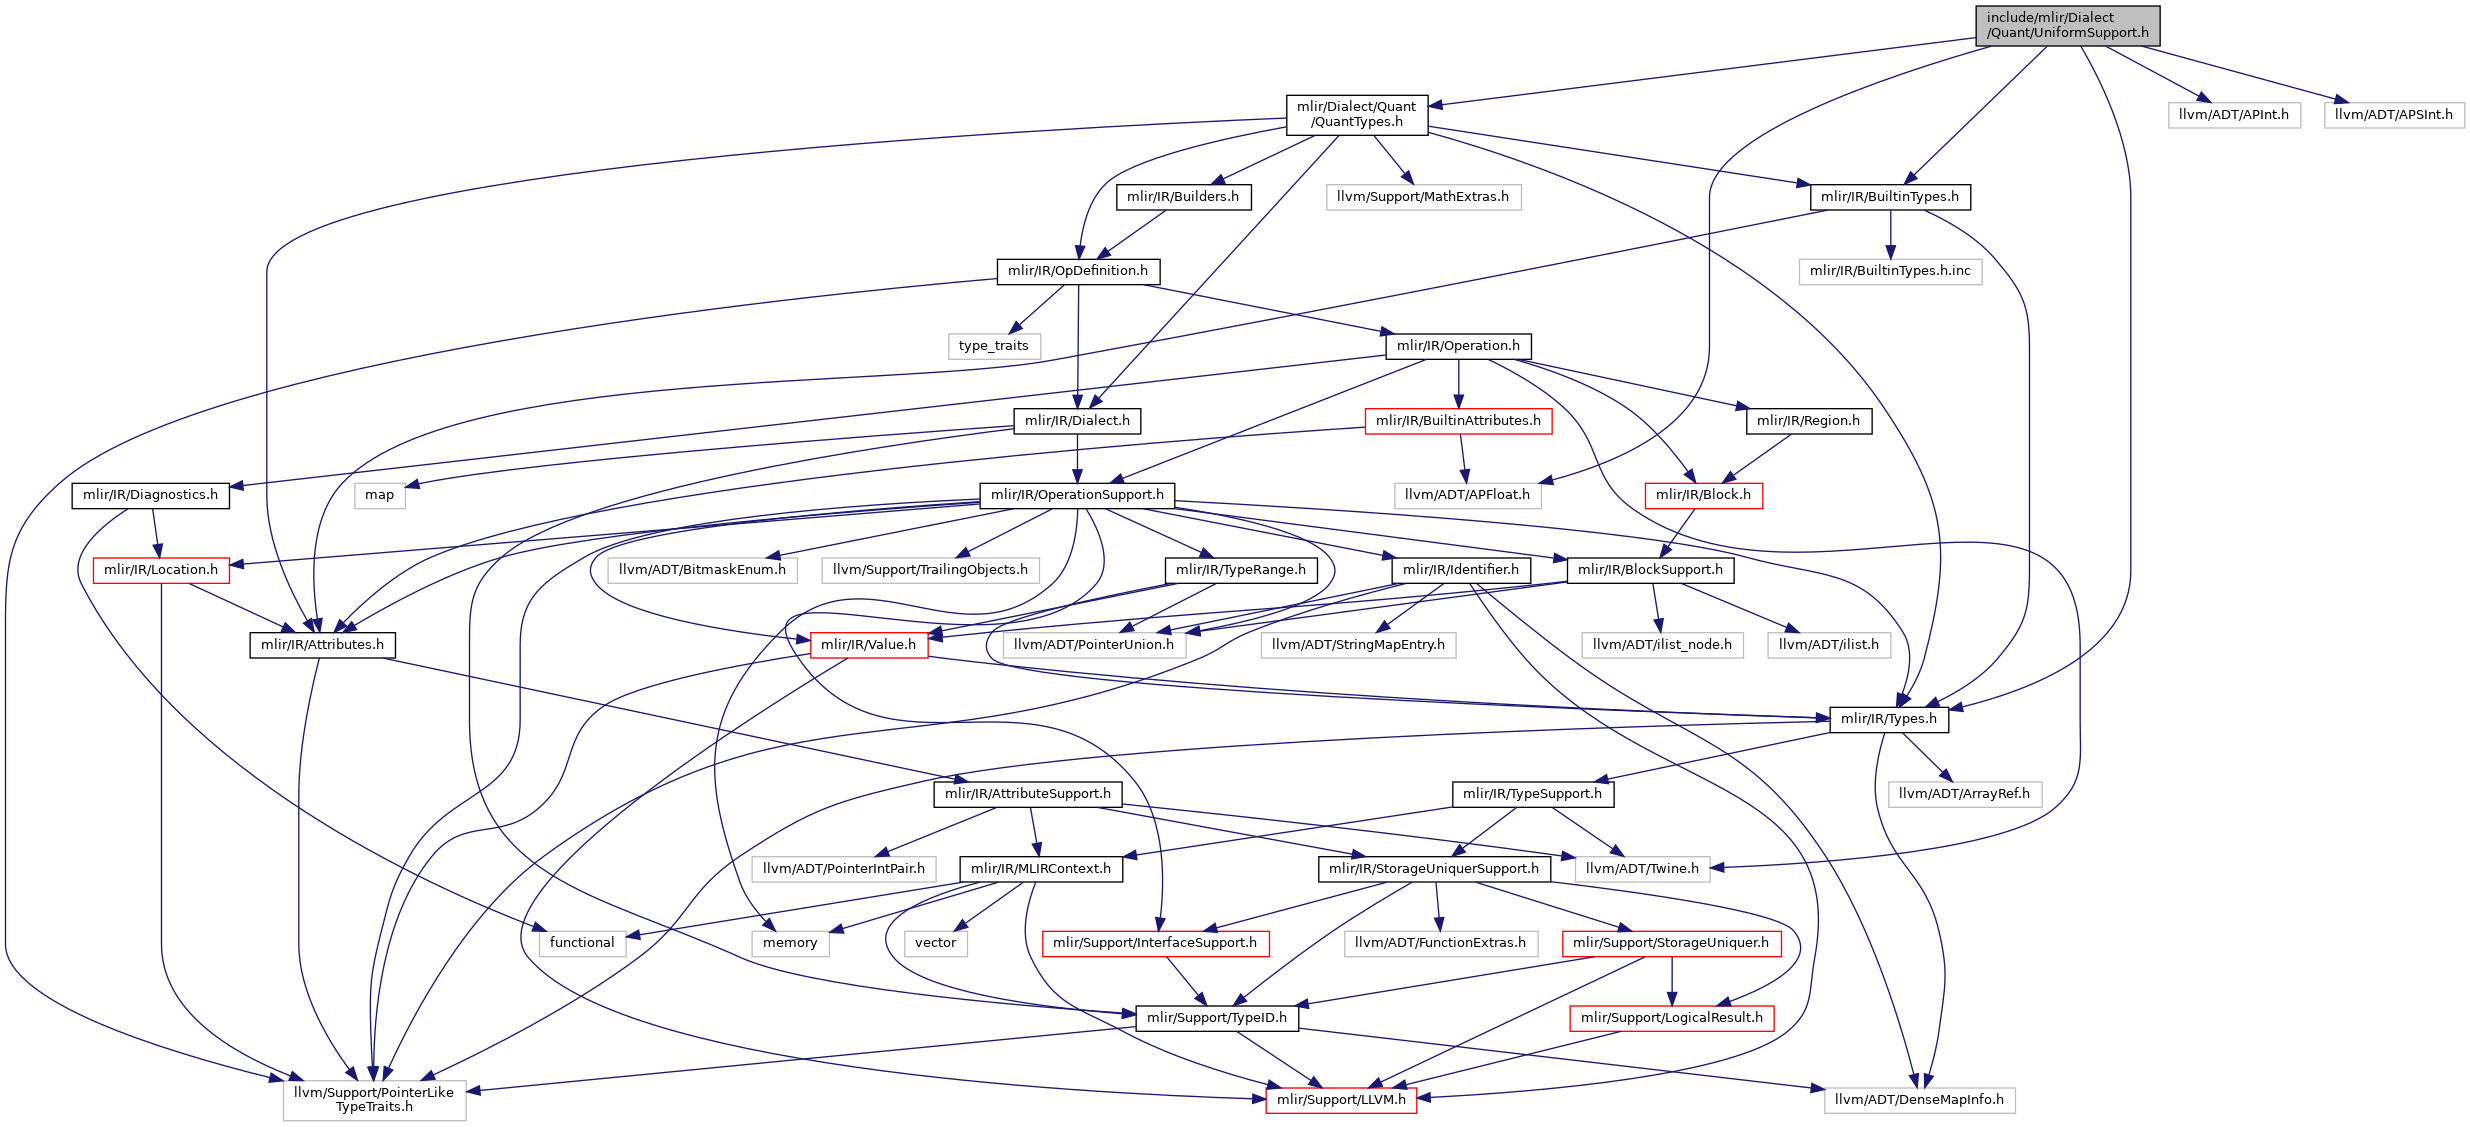 include/mlir/Dialect
/Quant/UniformSupport.h
mlir/Dialect/Quant
/QuantTypes.h
llvm/ADT/APInt.h
llvm/ADT/APSInt.h
mlir/IR/Builders.h
llvm/Support/MathExtras.h
mlir/IR/BuiltinTypes.h
mlir/IR/OpDefinition.h
mlir/IR/BuiltinTypes.h.inc
type_traits
mlir/IR/Operation.h
mlir/IR/Dialect.h
mlir/IR/BuiltinAttributes.h
mlir/IR/Region.h
mlir/IR/Diagnostics.h
map
mlir/IR/OperationSupport.h
llvm/ADT/APFloat.h
mlir/IR/Block.h
mlir/IR/Location.h
llvm/ADT/BitmaskEnum.h
llvm/Support/TrailingObjects.h
mlir/IR/TypeRange.h
mlir/IR/Identifier.h
mlir/IR/BlockSupport.h
mlir/IR/Attributes.h
mlir/IR/Value.h
llvm/ADT/PointerUnion.h
llvm/ADT/StringMapEntry.h
llvm/ADT/ilist_node.h
llvm/ADT/ilist.h
mlir/IR/Types.h
mlir/IR/AttributeSupport.h
mlir/IR/TypeSupport.h
llvm/ADT/ArrayRef.h
llvm/ADT/PointerIntPair.h
mlir/IR/MLIRContext.h
mlir/IR/StorageUniquerSupport.h
llvm/ADT/Twine.h
functional
memory
vector
mlir/Support/InterfaceSupport.h
llvm/ADT/FunctionExtras.h
mlir/Support/StorageUniquer.h
mlir/Support/TypeID.h
mlir/Support/LogicalResult.h
llvm/Support/PointerLike
TypeTraits.h
mlir/Support/LLVM.h
llvm/ADT/DenseMapInfo.h